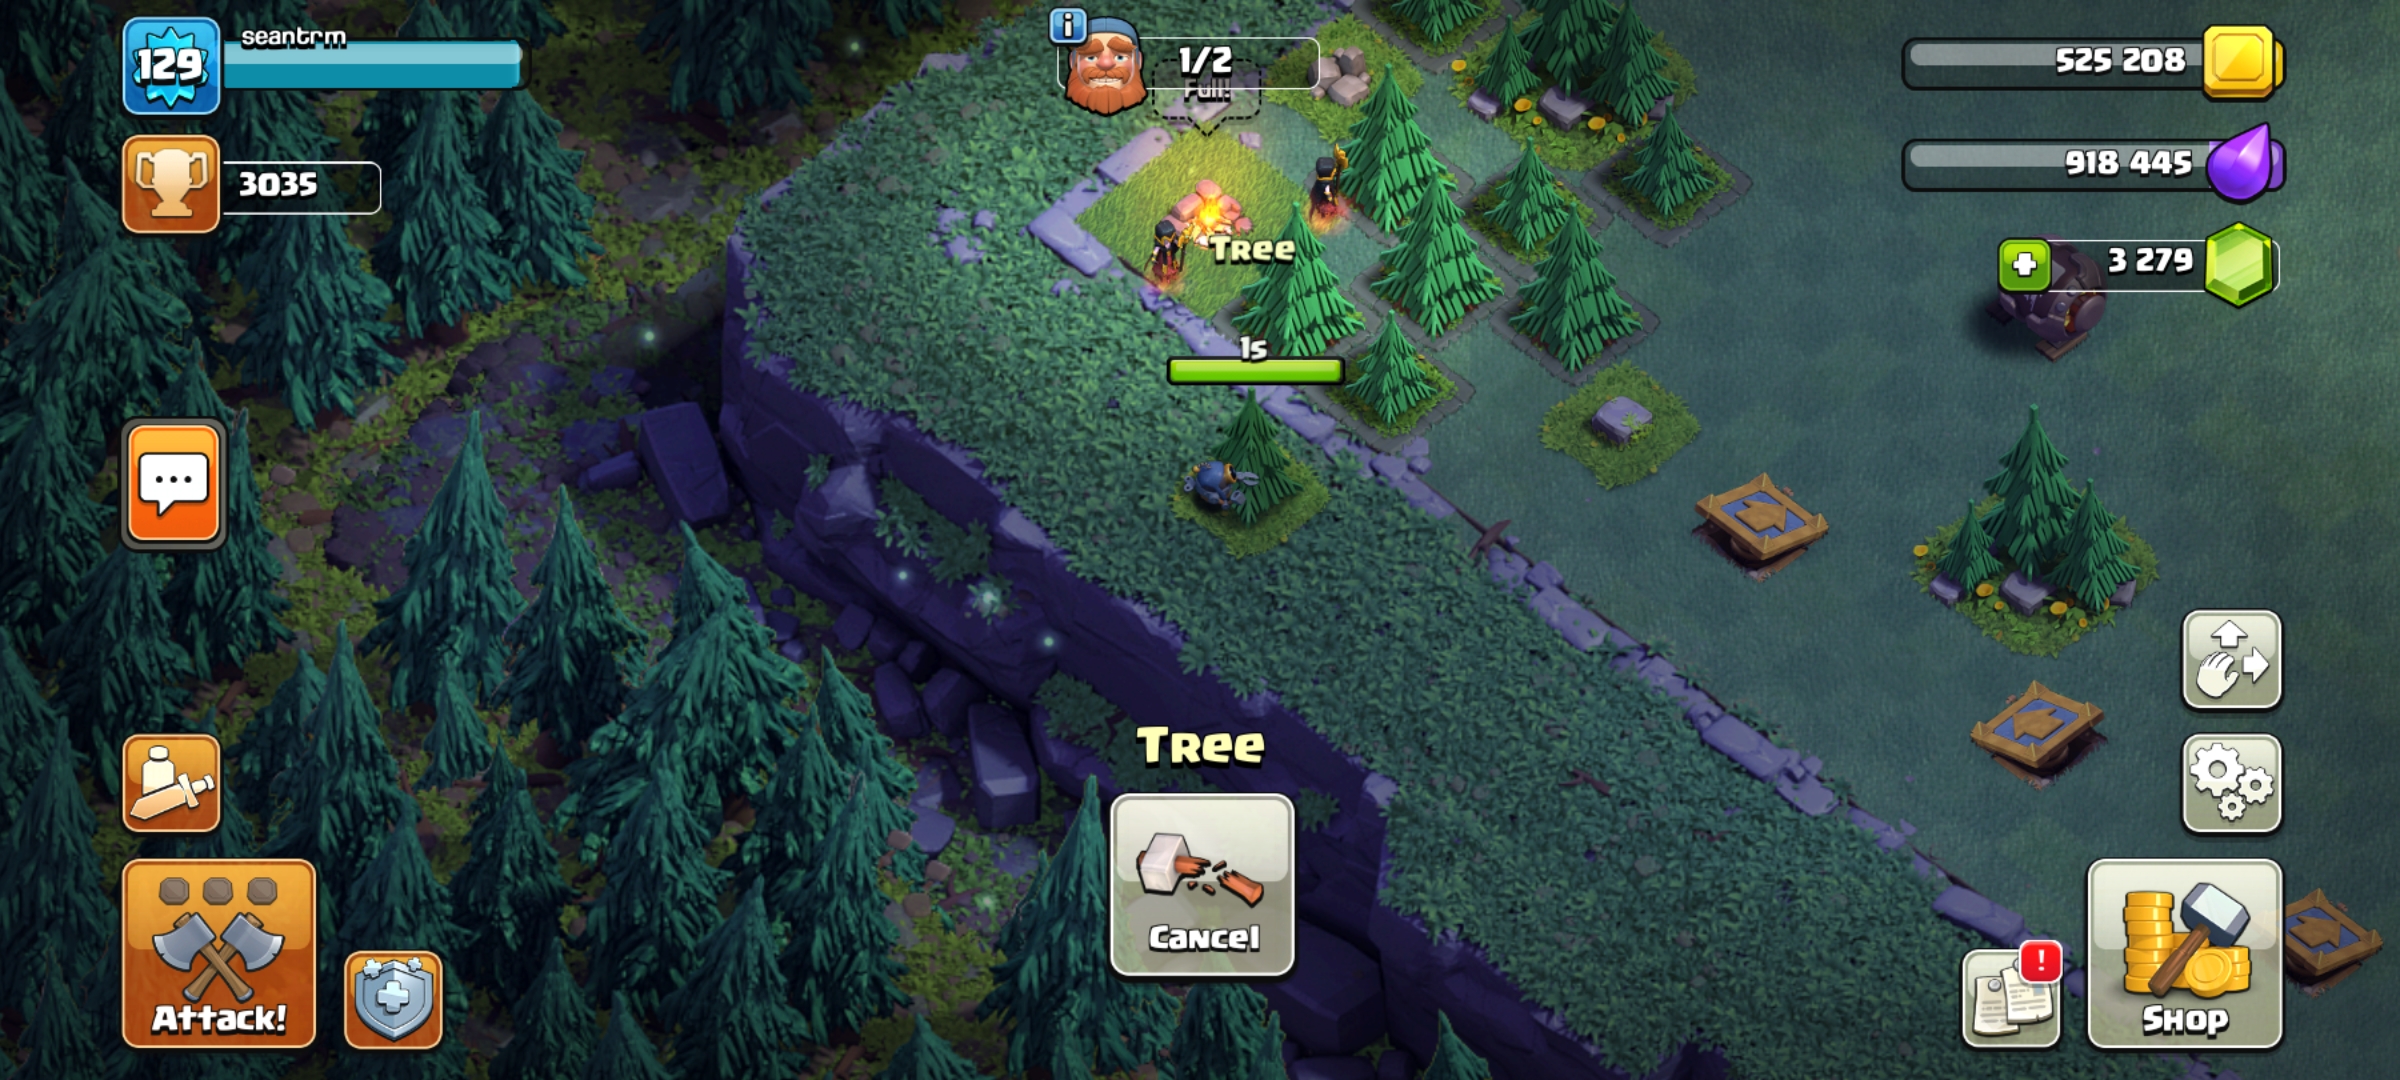 129
seantrm
i
1/2
Full!
525 208
3035
918 445
3 279
Tree
1s
Tree
Cancel
Attack!
!
Shop